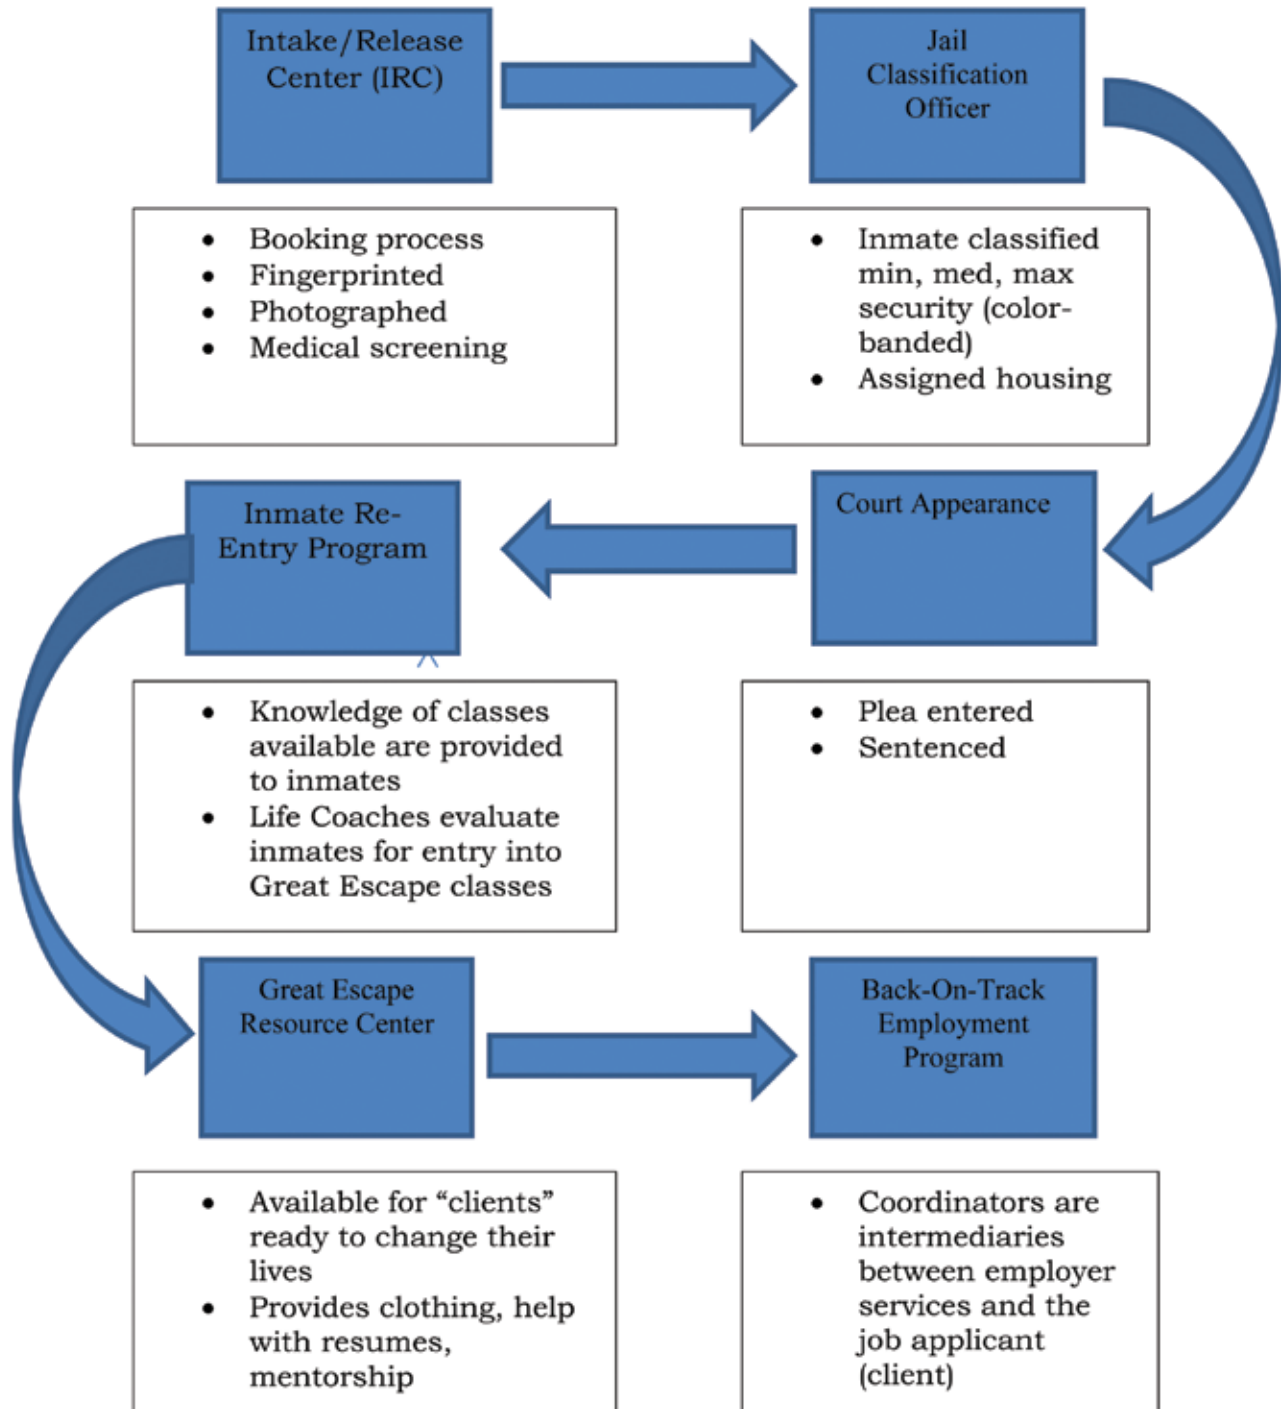 Intake/Release
Center (IRC)
Jail
Classification
Officer
• Booking process
• Fingerprinted
• Photographed
• Medical screening
• Inmate classified
min, med, max
security (color-
banded)
• Assigned housing
Inmate Re-
Entry Program
Court Appearance
• Knowledge of classes
available are provided
to inmates
• Life Coaches evaluate
inmates for entry into
Great Escape classes
• Plea entered
• Sentenced
Great Escape
Resource Center
Back-On-Track
Employment
Program
• Available for “clients”
ready to change their
lives
• Provides clothing, help
with resumes,
mentorship
• Coordinators are
intermediaries
between employer
services and the
job applicant
(client)